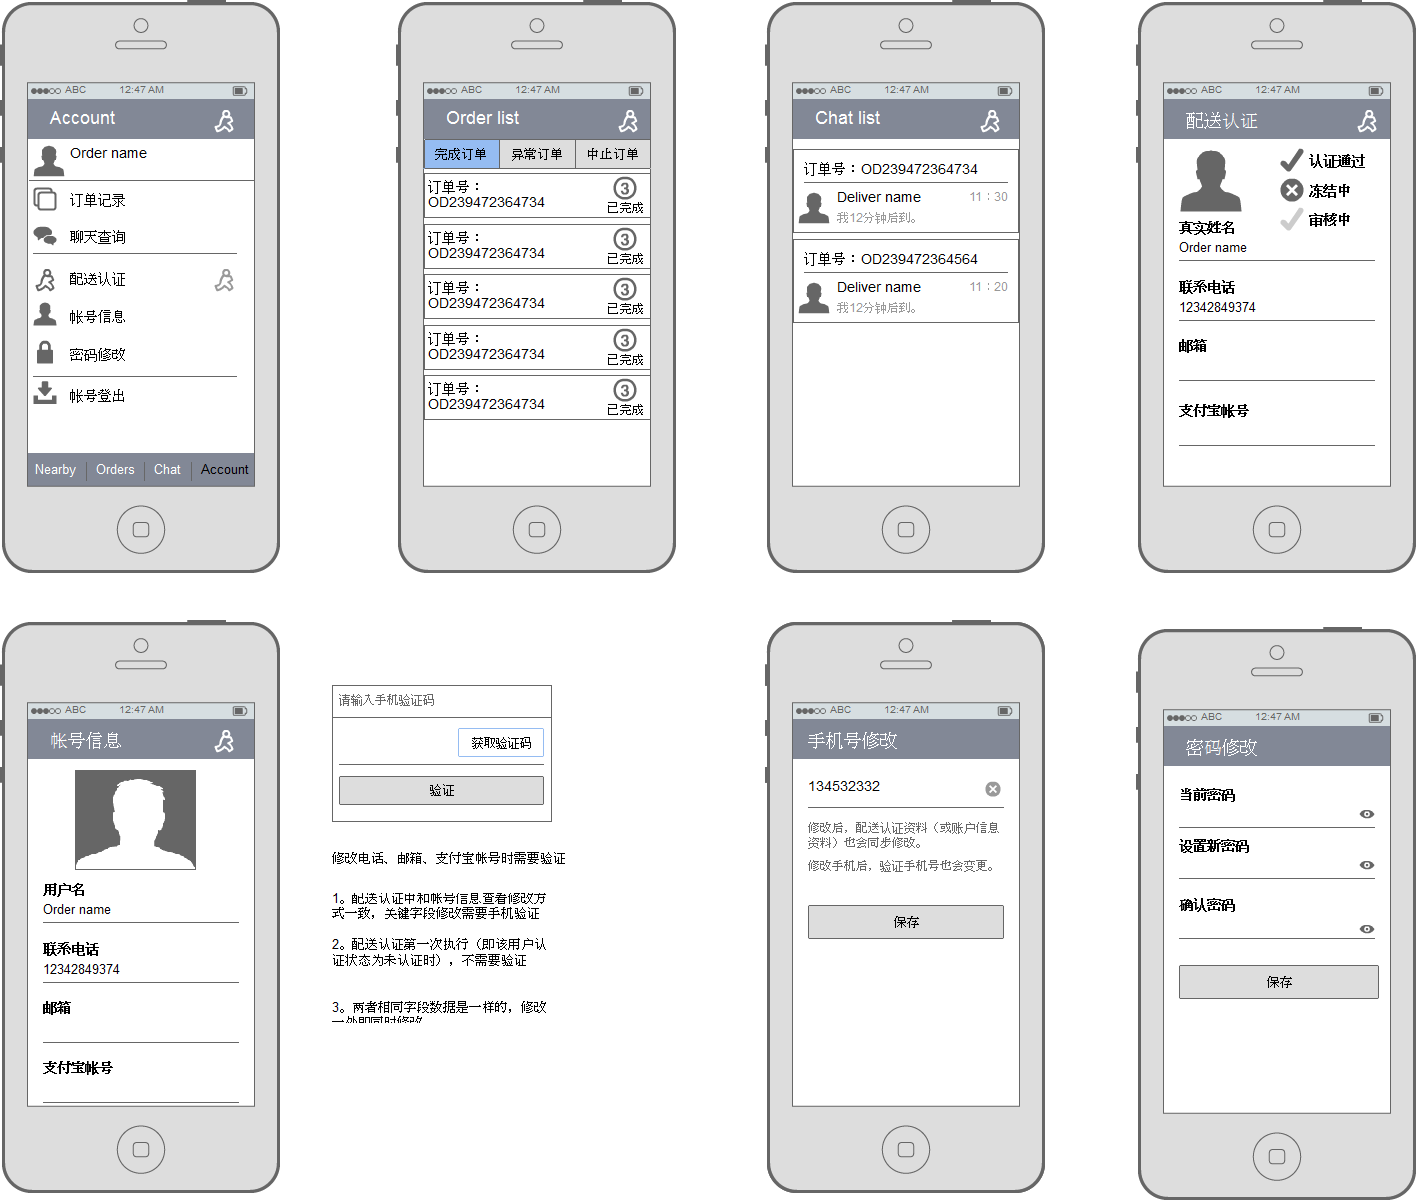 ABC 12:47 AM
Account
Order name
订单记录
聊天查询
配送认证
帐号信息
密码修改
帐号登出
Nearby Orders Chat Account
ABC 12:47 AM
Order list
完成订单 异常订单 中止订单
订单号：
OD239472364734
3
已完成
订单号：
OD239472364734
3
已完成
订单号：
OD239472364734
3
已完成
订单号：
OD239472364734
3
已完成
订单号：
OD239472364734
3
已完成
ABC 12:47 AM
Chat list
订单号：OD239472364734
Deliver name 11：30
我12分钟后到。
订单号：OD239472364564
Deliver name 11：20
我12分钟后到。
ABC 12:47 AM
配送认证
认证通过
冻结中
审核中
真实姓名
Order name
联系电话
12342849374
邮箱
支付宝帐号
ABC 12:47 AM
帐号信息
用户名
Order name
联系电话
12342849374
邮箱
支付宝帐号
请输入手机验证码
获取验证码
验证
修改电话、邮箱、支付宝帐号时需要验证
1。配送认证中和帐号信息查看修改方
式一致，关键字段修改需要手机验证
2。配送认证第一次执行（即该用户认
证状态为未认证时），不需要验证
3。两者相同字段数据是一样的，修改
一处即同时修改
ABC 12:47 AM
手机号修改
134532332
修改后，配送认证资料（或账户信息
资料）也会同步修改。
修改手机后，验证手机号也会变更。
保存
ABC 12:47 AM
密码修改
当前密码
设置新密码
确认密码
保存